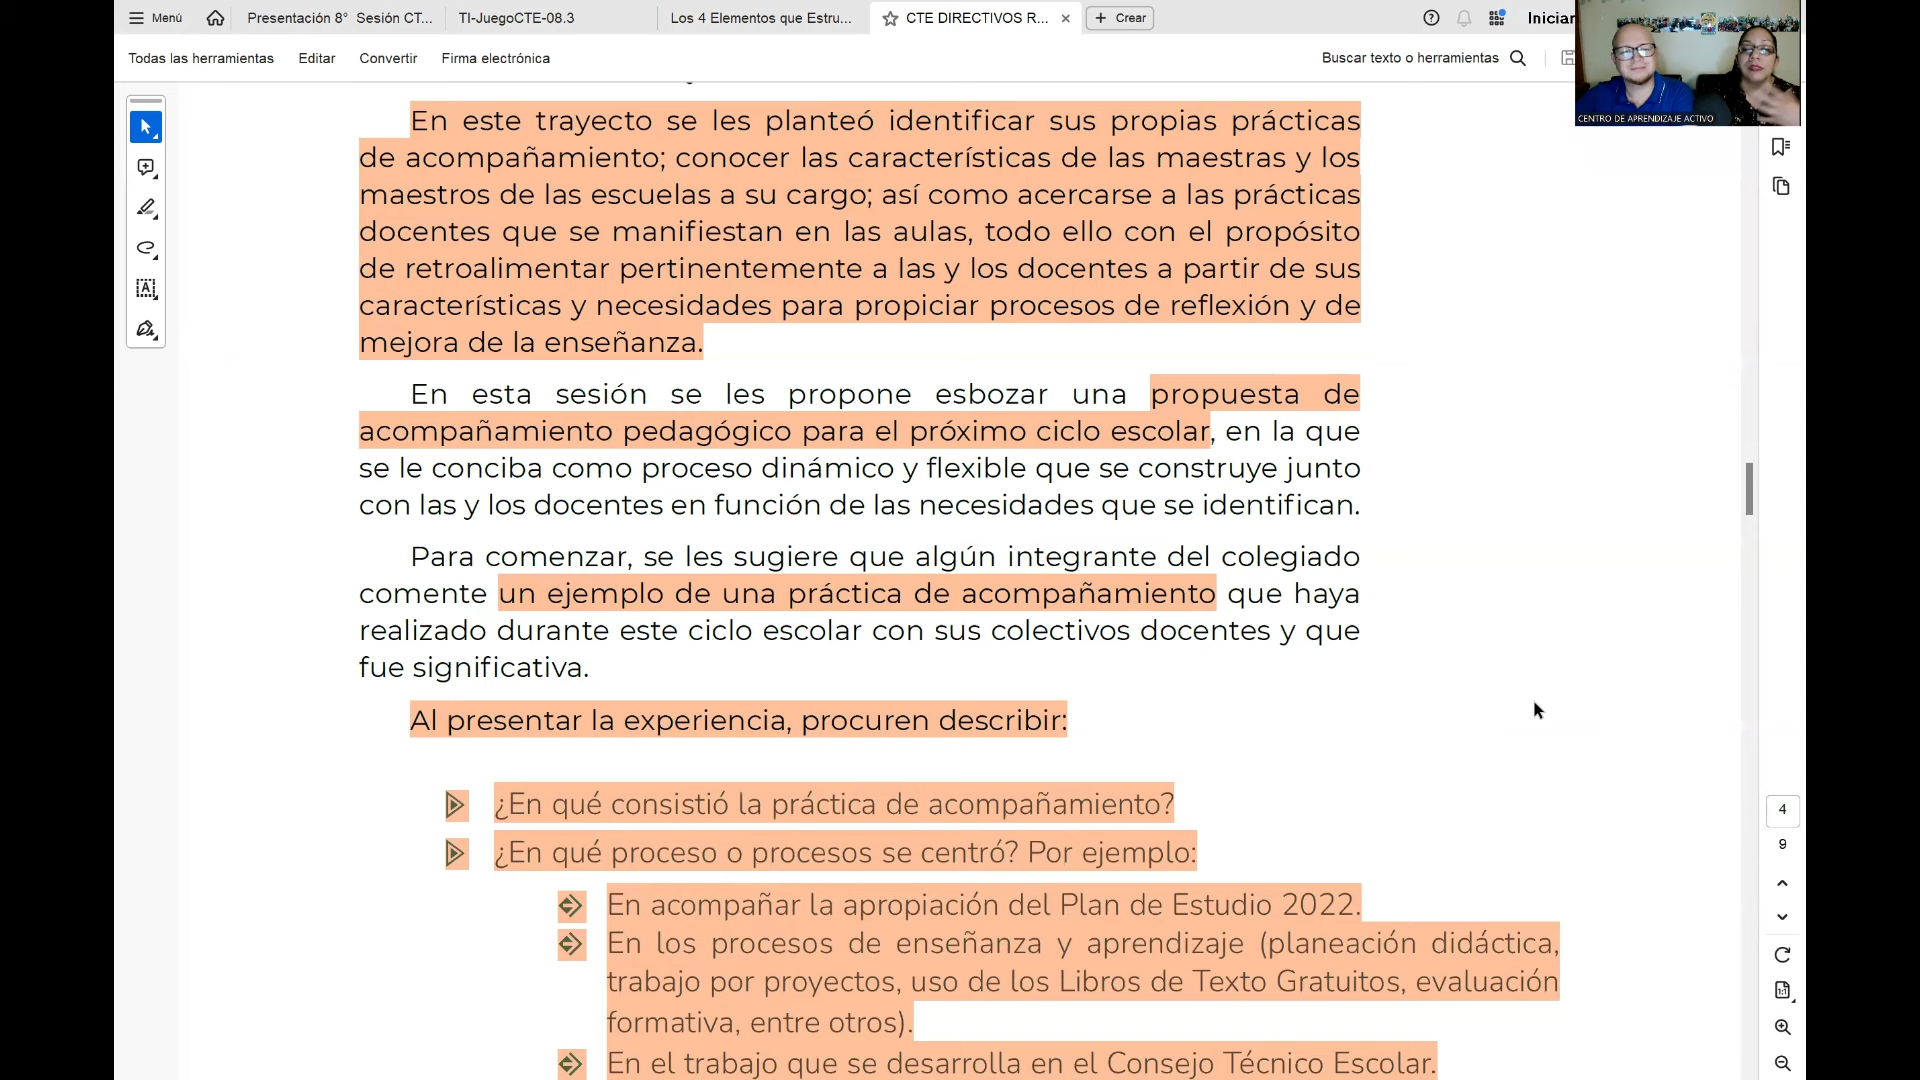 Menú
Presentación 8° Sesión CT...
TI-JuegoCTE-08.3
Los 4 Elementos que Estru...
CTE DIRECTIVOS R...
Crear
Iniciar
Todas las herramientas
Editar
Convertir
Firma electrónica
Buscar texto o herramientas
CENTRO DE APRENDIZAJE ACTIVO
En este trayecto se les planteó identificar sus propias prácticas
de acompañamiento; conocer las características de las maestras y los
maestros de las escuelas a su cargo; así como acercarse a las prácticas
docentes que se manifiestan en las aulas, todo ello con el propósito
de retroalimentar pertinentemente a las y los docentes a partir de sus
características y necesidades para propiciar procesos de reflexión y de
mejora de la enseñanza.
En esta sesión se les propone esbozar una propuesta de
acompañamiento pedagógico para el próximo ciclo escolar, en la que
se le conciba como proceso dinámico y flexible que se construye junto
con las y los docentes en función de las necesidades que se identifican.
Para comenzar, se les sugiere que algún integrante del colegiado
comente un ejemplo de una práctica de acompañamiento que haya
realizado durante este ciclo escolar con sus colectivos docentes y que
fue significativa.
Al presentar la experiencia, procuren describir:
¿En qué consistió la práctica de acompañamiento?
¿En qué proceso o procesos se centró? Por ejemplo:
En acompañar la apropiación del Plan de Estudio 2022.
En los procesos de enseñanza y aprendizaje (planeación didáctica,
trabajo por proyectos, uso de los Libros de Texto Gratuitos, evaluación
formativa, entre otros).
En el trabajo que se desarrolla en el Consejo Técnico Escolar.
4
9